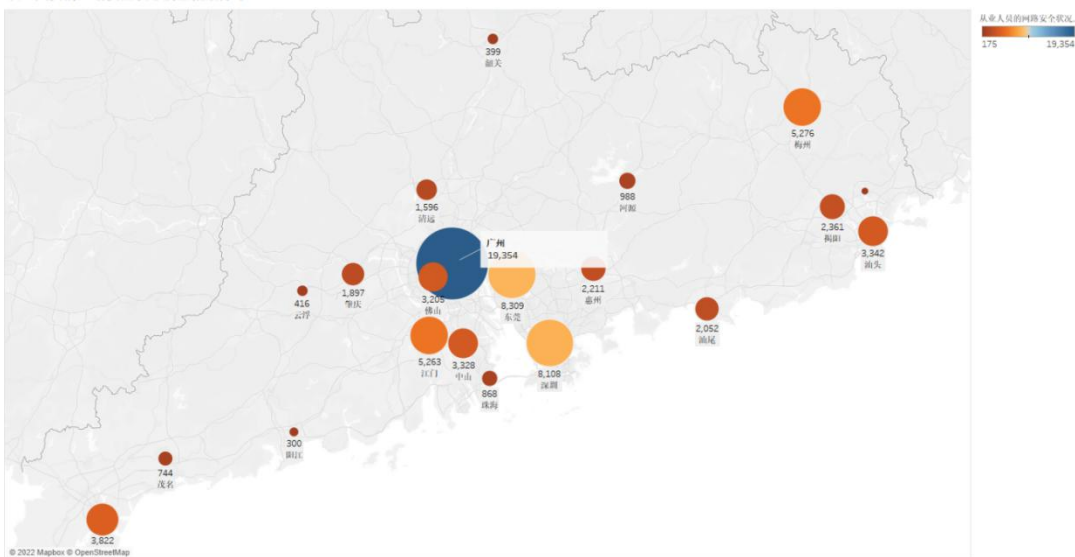 从业人员的网路安全状况.
175
19,354
399
韶关
5,276
梅州
988
河源
1,596
清远
2,361
揭阳
3,342
汕头
广州
19,354
3,205
佛山
8,309
东莞
2,211
惠州
1,897
肇庆
416
云浮
2,052
汕尾
5,263
江门
3,328
中山
8,108
深圳
868
珠海
300
阳江
744
茂名
3,822
© 2022 Mapbox © OpenStreetMap